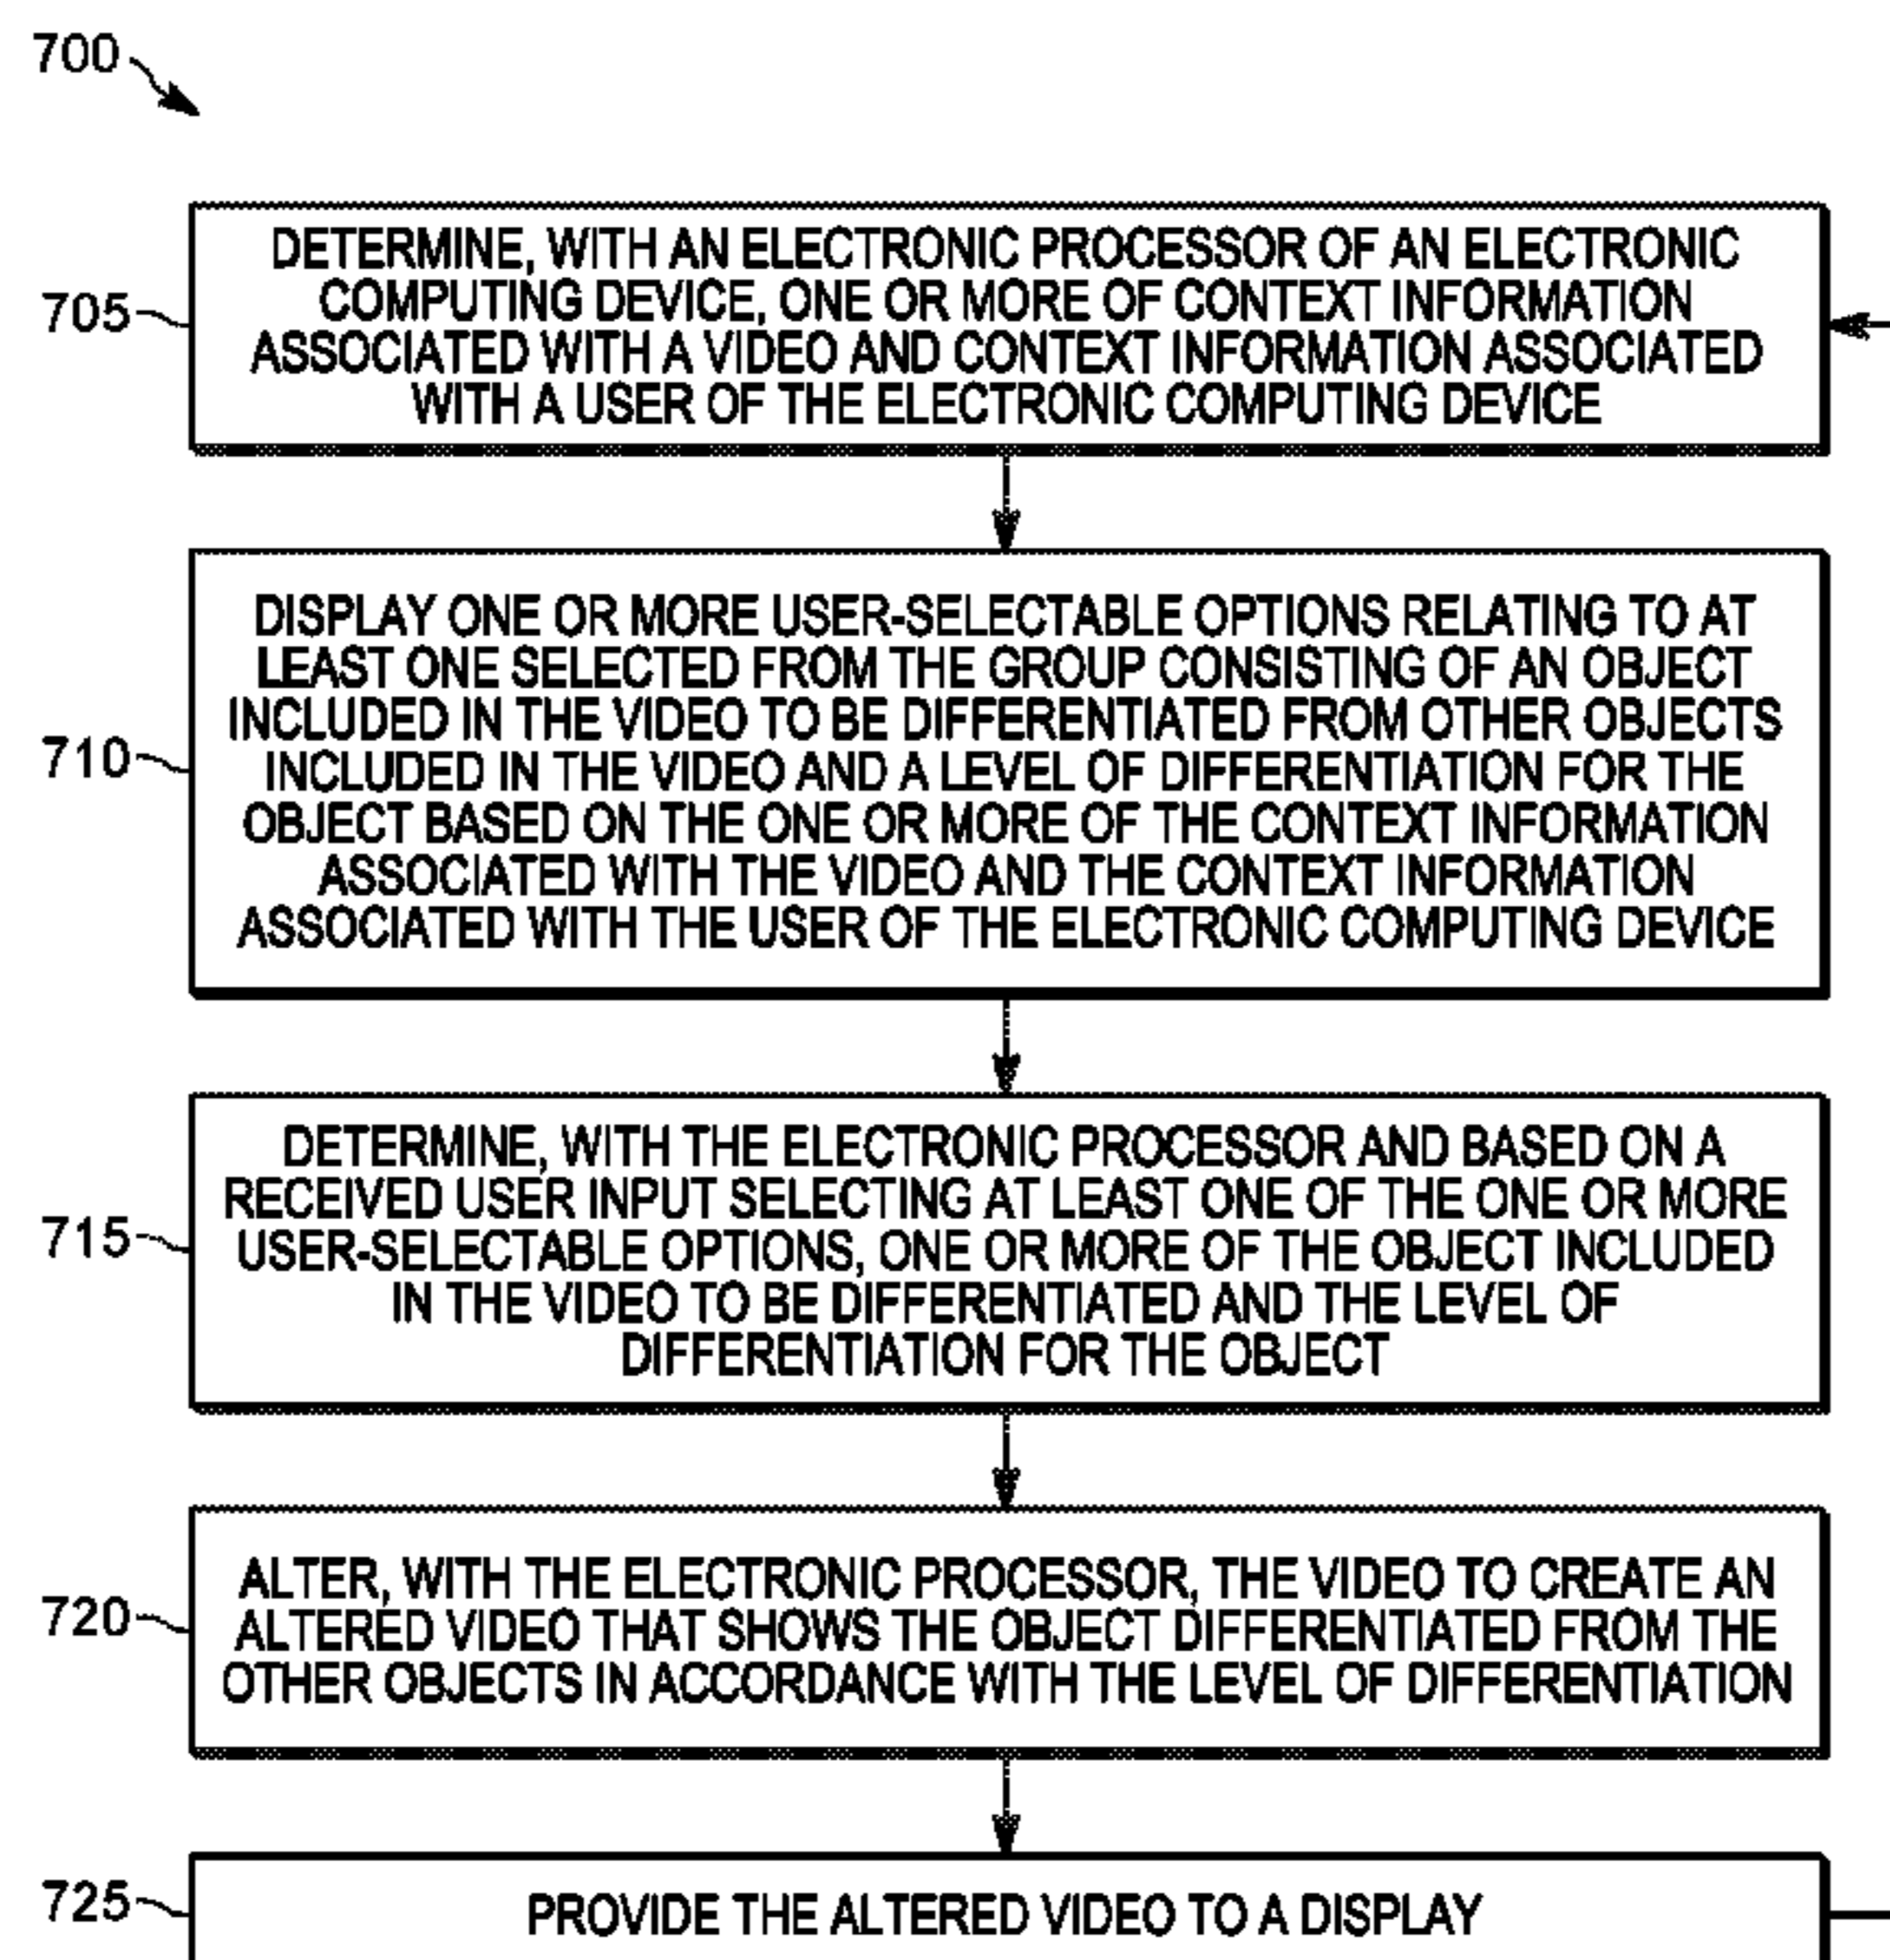 700
705
DETERMINE, WITH AN ELECTRONIC PROCESSOR OF AN ELECTRONIC
COMPUTING DEVICE, ONE OR MORE OF CONTEXT INFORMATION
ASSOCIATED WITH A VIDEO AND CONTEXT INFORMATION ASSOCIATED
WITH A USER OF THE ELECTRONIC COMPUTING DEVICE
710
DISPLAY ONE OR MORE USER-SELECTABLE OPTIONS RELATING TO AT
LEAST ONE SELECTED FROM THE GROUP CONSISTING OF AN OBJECT
INCLUDED IN THE VIDEO TO BE DIFFERENTIATED FROM OTHER OBJECTS
INCLUDED IN THE VIDEO AND A LEVEL OF DIFFERENTIATION FOR THE
OBJECT BASED ON THE ONE OR MORE OF THE CONTEXT INFORMATION
ASSOCIATED WITH THE VIDEO AND THE CONTEXT INFORMATION
ASSOCIATED WITH THE USER OF THE ELECTRONIC COMPUTING DEVICE
715
DETERMINE, WITH THE ELECTRONIC PROCESSOR AND BASED ON A
RECEIVED USER INPUT SELECTING AT LEAST ONE OF THE ONE OR MORE
USER-SELECTABLE OPTIONS, ONE OR MORE OF THE OBJECT INCLUDED
IN THE VIDEO TO BE DIFFERENTIATED AND THE LEVEL OF
DIFFERENTIATION FOR THE OBJECT
720
ALTER, WITH THE ELECTRONIC PROCESSOR, THE VIDEO TO CREATE AN
ALTERED VIDEO THAT SHOWS THE OBJECT DIFFERENTIATED FROM THE
OTHER OBJECTS IN ACCORDANCE WITH THE LEVEL OF DIFFERENTIATION
725
PROVIDE THE ALTERED VIDEO TO A DISPLAY